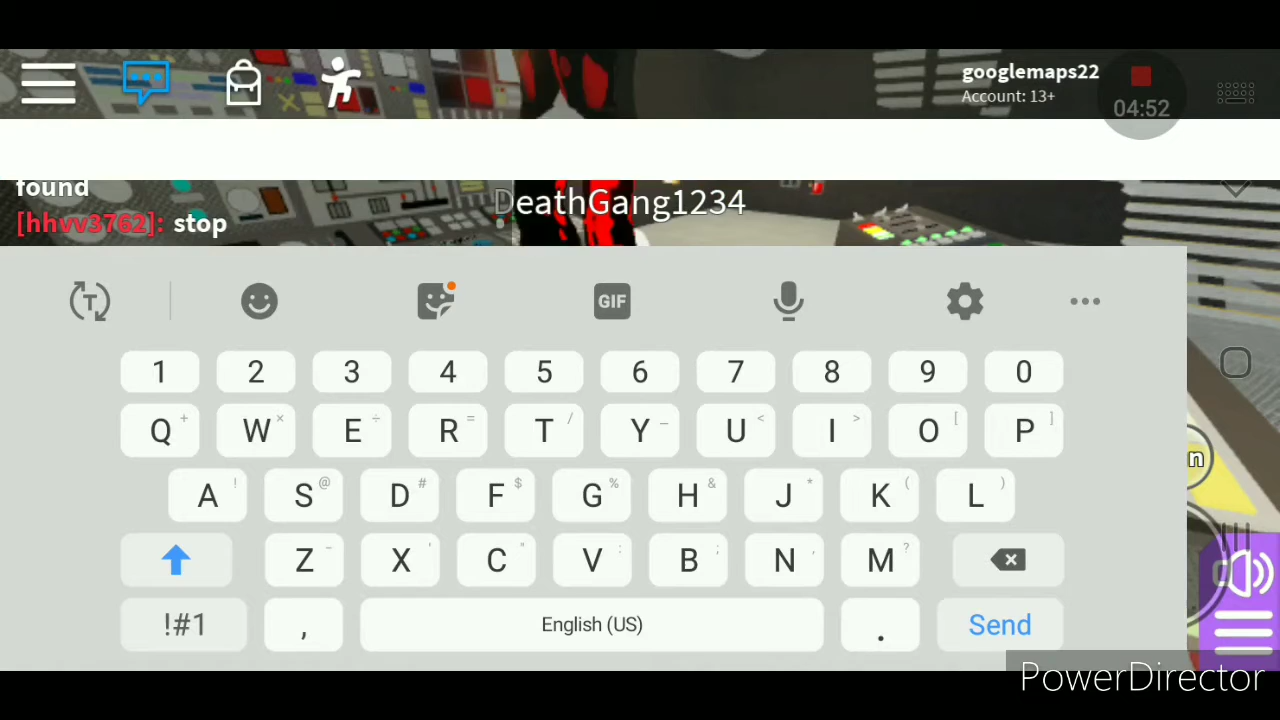 googlemaps22
Account: 13+
04:52
found
[hhvv3762]: stop
DeathGang1234
T
GIF
1 2 3 4 5 6 7 8 9 0
Q + W × E ÷ R = T / Y _ U < I > O [ P ]
A ! S @ D # F $ G % H & J * K ( L )
Z - X ' C " V : B ; N , M ?
!#1 , English (US) . Send
n
PowerDirector